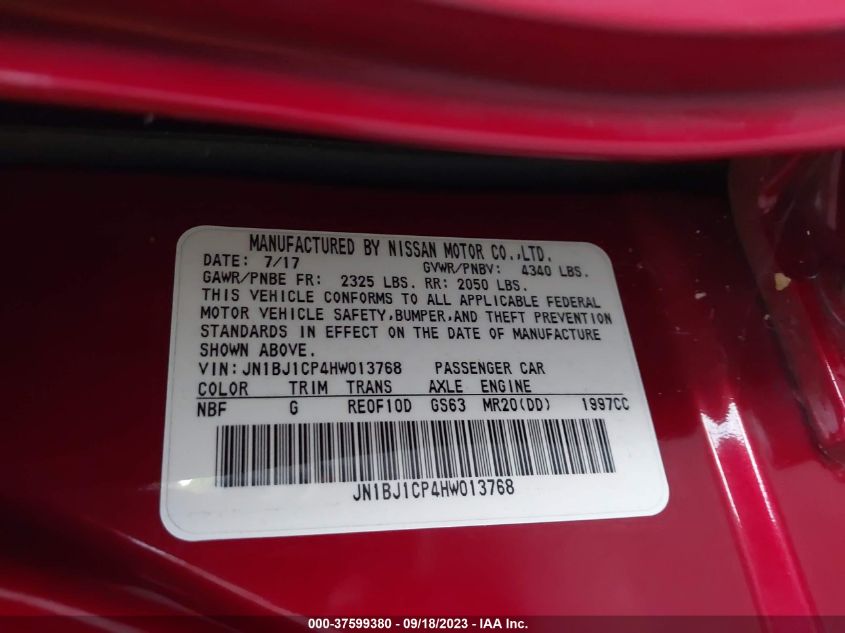 MANUFACTURED BY NISSAN MOTOR CO.,LTD.
DATE: 7/17 GVWR/PNBV: 4340 LBS.
GAWR/PNBE FR: 2325 LBS. RR: 2050 LBS.
THIS VEHICLE CONFORMS TO ALL APPLICABLE FEDERAL
MOTOR VEHICLE SAFETY,BUMPER,AND THEFT PREVENTION
STANDARDS IN EFFECT ON THE DATE OF MANUFACTURE
SHOWN ABOVE.
VIN:JN1BJ1CP4HW013768 PASSENGER CAR
COLOR TRIM TRANS AXLE ENGINE
NBF G RE0F10D GS63 MR20(DD) 1997CC
JN1BJ1CP4HW013768
000-37599380 - 09/18/2023 - IAA Inc.